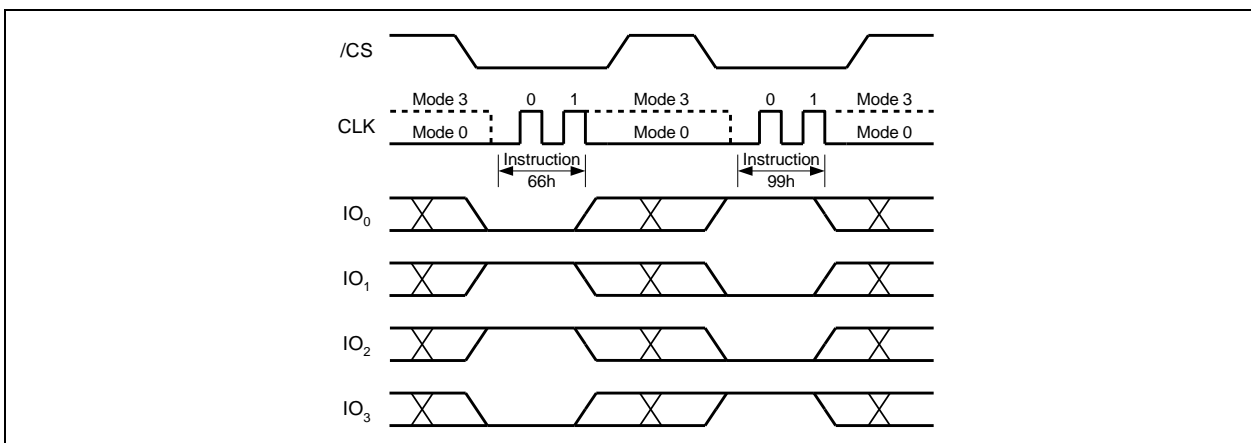 /CS
Mode 3 0 1 Mode 3 0 1 Mode 3
CLK
Mode 0 Mode 0 Mode 0
Instruction Instruction
66h 99h
IO0
IO1
IO2
IO3